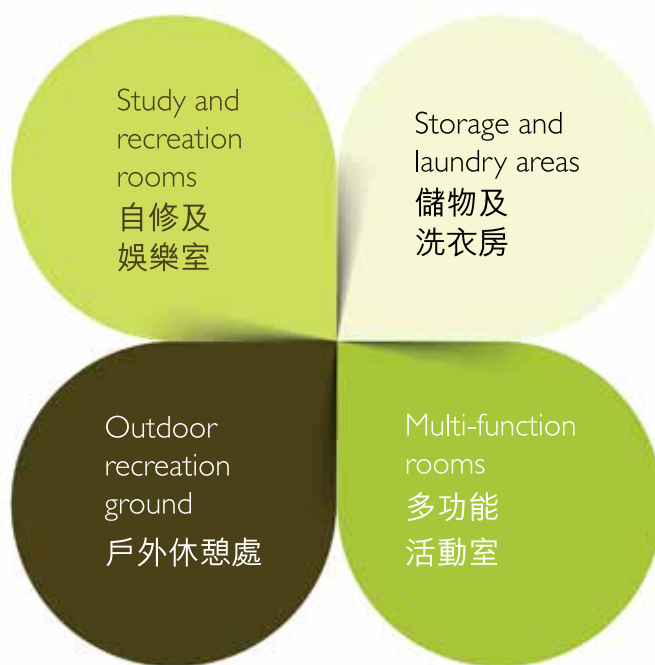 Study and
recreation
rooms
自修及
娛樂室
Storage and
laundry areas
儲物及
洗衣房
Outdoor
recreation
ground
戶外休憩處
Multi-function
rooms
多功能
活動室